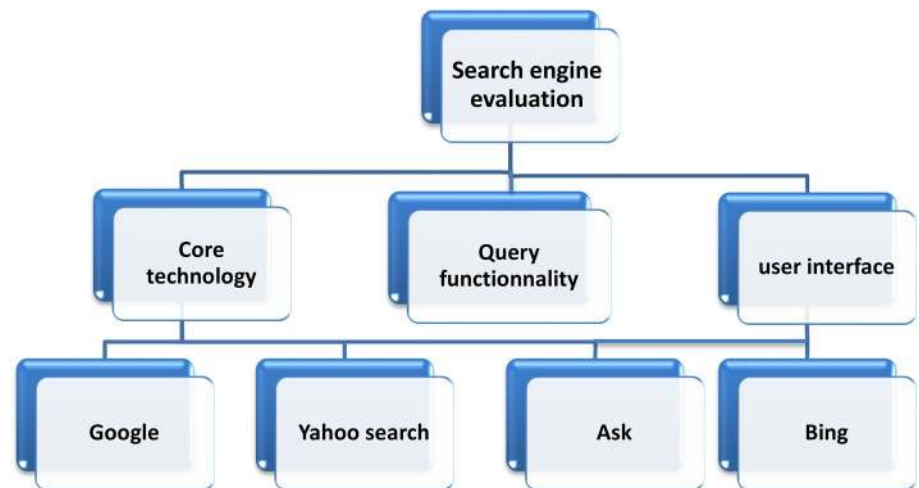 Search engine
evaluation
Core
technology
Query
functionnality
user interface
Google
Yahoo search
Ask
Bing